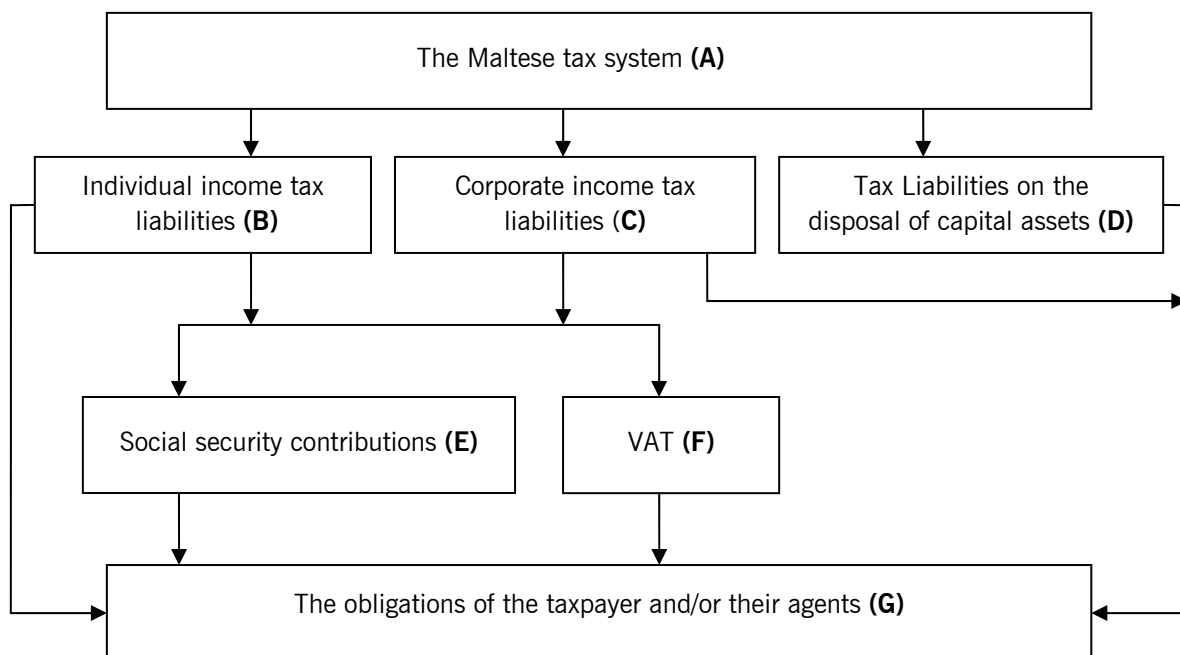 The Maltese tax system (A)
Individual income tax
liabilities (B)
Corporate income tax
liabilities (C)
Tax Liabilities on the
disposal of capital assets (D)
Social security contributions (E)
VAT (F)
The obligations of the taxpayer and/or their agents (G)